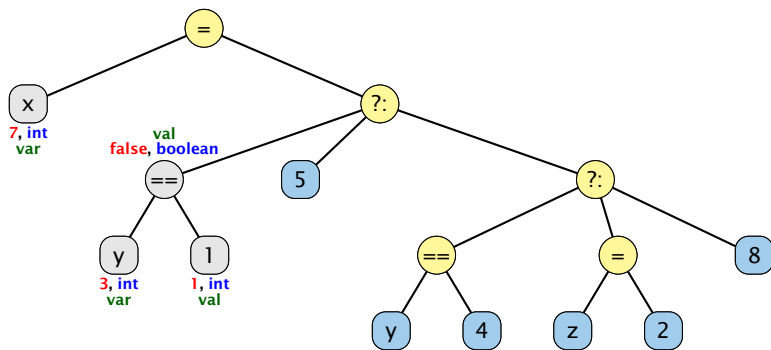 =
x
7, int
var
?:
val
false, boolean
==
5
?:
y
3, int
var
1
1, int
val
==
=
8
y
4
z
2